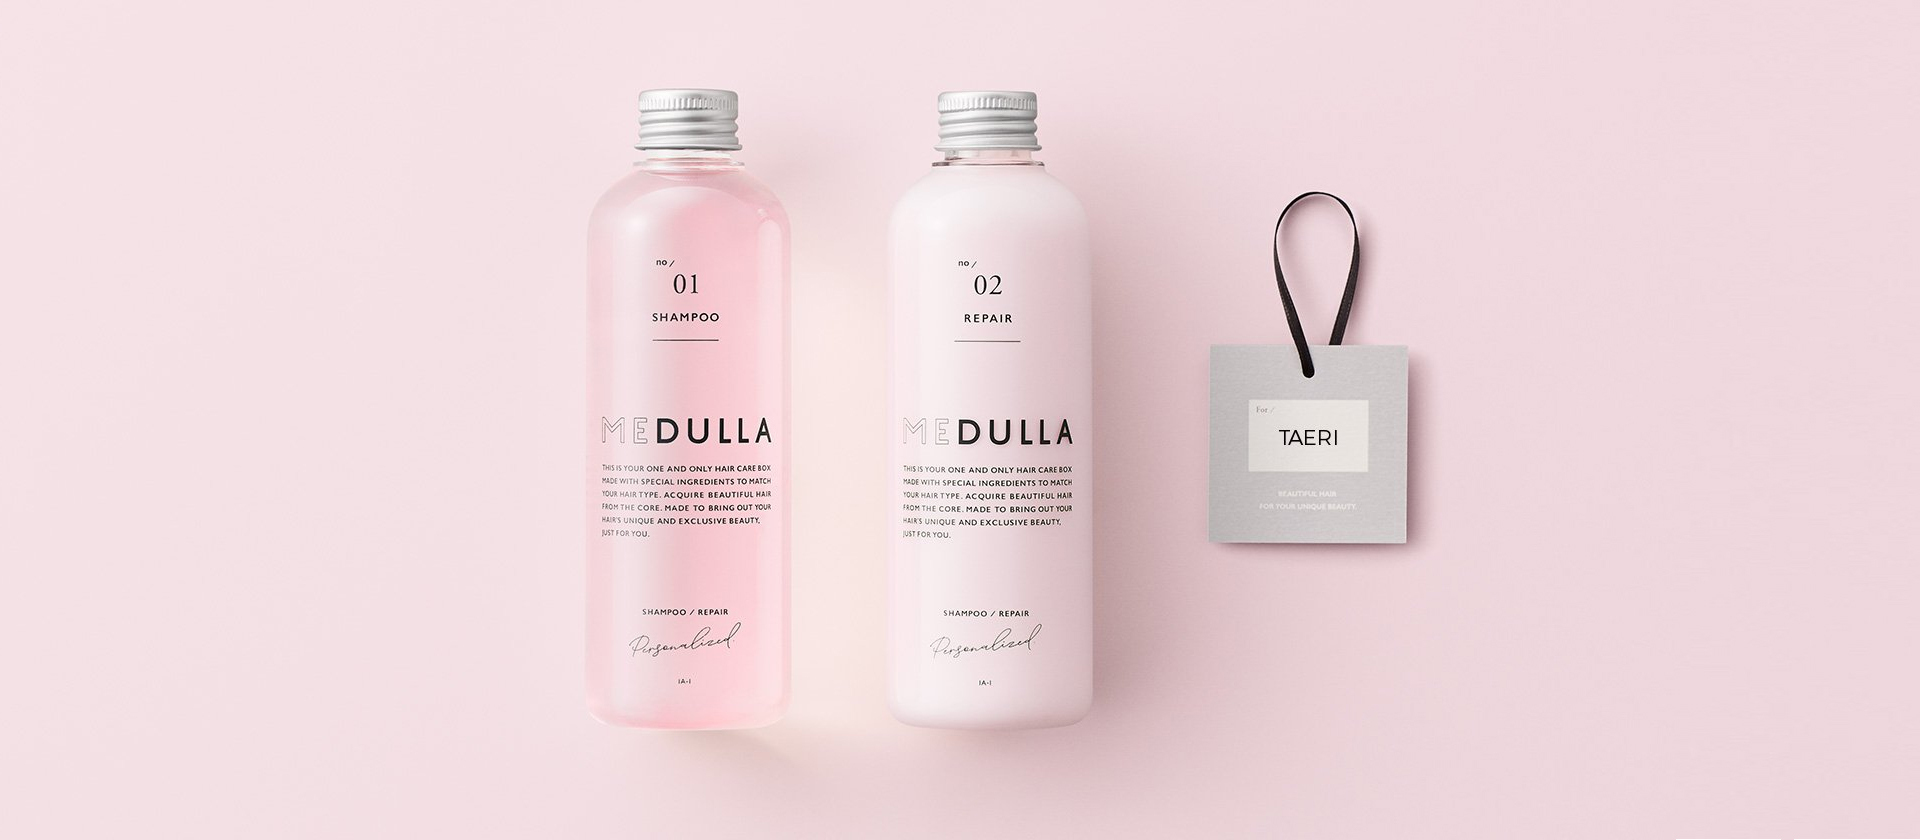 no/
01
SHAMPOO
MEDULLA
THIS IS YOUR ONE AND ONLY HAIR CARE BOX
MADE WITH SPECIAL INGREDIENTS TO MATCH
YOUR HAIR TYPE. ACQUIRE BEAUTIFUL HAIR
FROM THE CORE. MADE TO BRING OUT YOUR
HAIR'S UNIQUE AND EXCLUSIVE BEAUTY,
JUST FOR YOU.
SHAMPOO / REPAIR
Personalized.
IA-I
no/
02
REPAIR
MEDULLA
THIS IS YOUR ONE AND ONLY HAIR CARE BOX
MADE WITH SPECIAL INGREDIENTS TO MATCH
YOUR HAIR TYPE. ACQUIRE BEAUTIFUL HAIR
FROM THE CORE. MADE TO BRING OUT YOUR
HAIR'S UNIQUE AND EXCLUSIVE BEAUTY,
JUST FOR YOU.
SHAMPOO / REPAIR
Personalized.
IA-I
For /
TAERI
BEAUTIFUL HAIR
FOR YOUR UNIQUE BEAUTY.